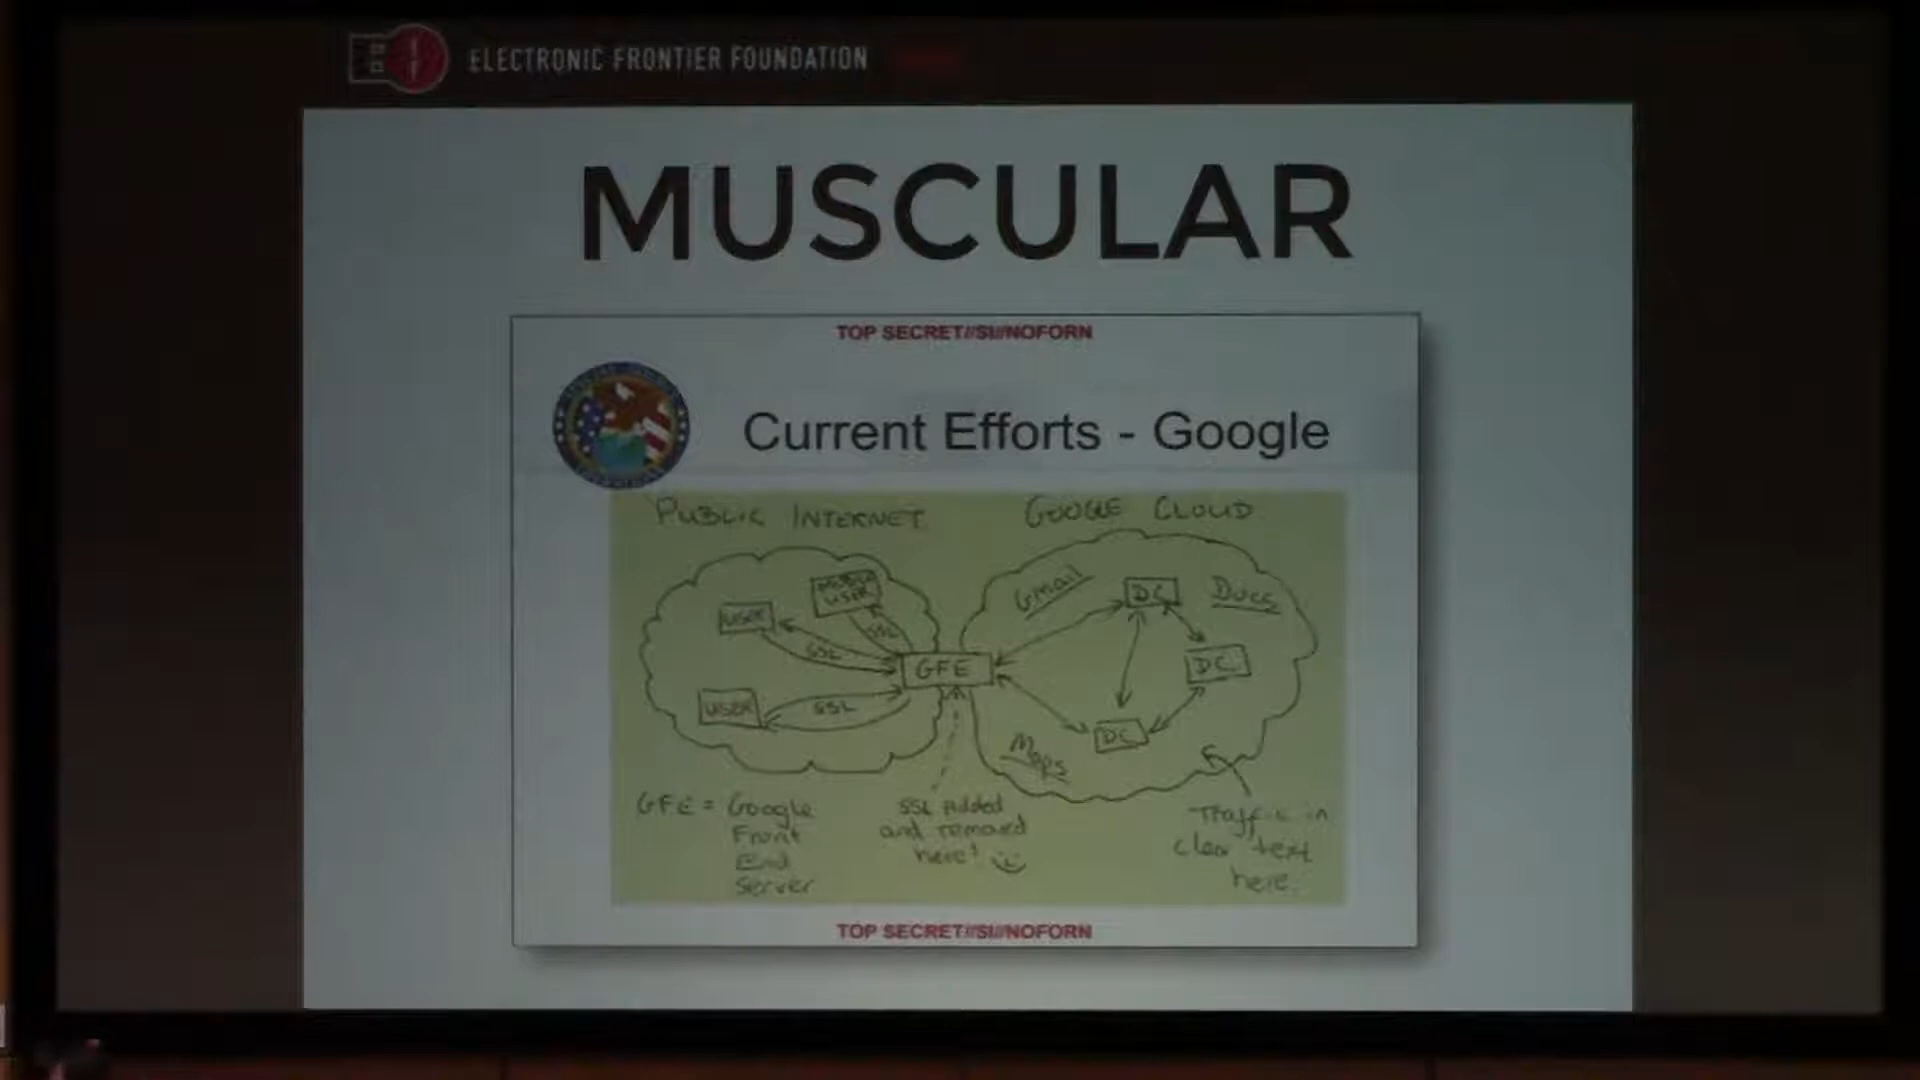 ELECTRONIC FRONTIER FOUNDATION
MUSCULAR
TOP SECRET//SI//NOFORN
Current Efforts - Google
PUBLIC INTERNET
GOOGLE CLOUD
MOBILE
USER
USER
SSL
SSL
GFE
USER
SSL
Gmail
DC
Docs
DC
DC
Maps
GFE = Google
Front
End
Server
SSL Added
and removed
here!
Traffic in
clear text
here.
TOP SECRET//SI//NOFORN